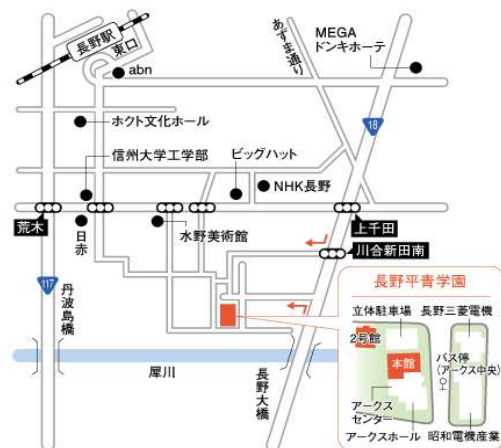 長野駅
東口
abn
あずま通り
MEGA
ドンキホーテ
ホクト文化ホール
18
信州大学工学部
ビッグハット
NHK長野
荒木
日赤
水野美術館
上千田
川合新田南
117
丹波島橋
犀川
長野大橋
長野平青学園
立体駐車場
長野三菱電機
2号館
本館
バス停
(アークス中央)
アークス
センター
アークスホール
昭和電機産業